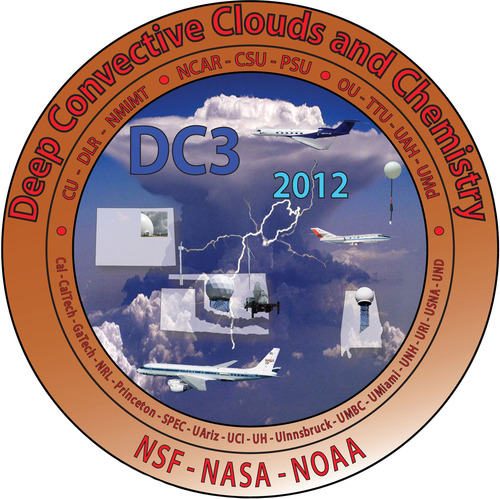 Deep Convective Clouds and Chemistry
CU - DLR - NMIMT • NCAR - CSU - PSU • OU - TTU - UAH - UMd
DC3
2012
Cal - CalTech - GaTech - NRL - Princeton - SPEC - UAriz - UCI - UH - UInnsbruck - UMBC - UMiami - UNH - URI - USNA - UND
NSF - NASA - NOAA